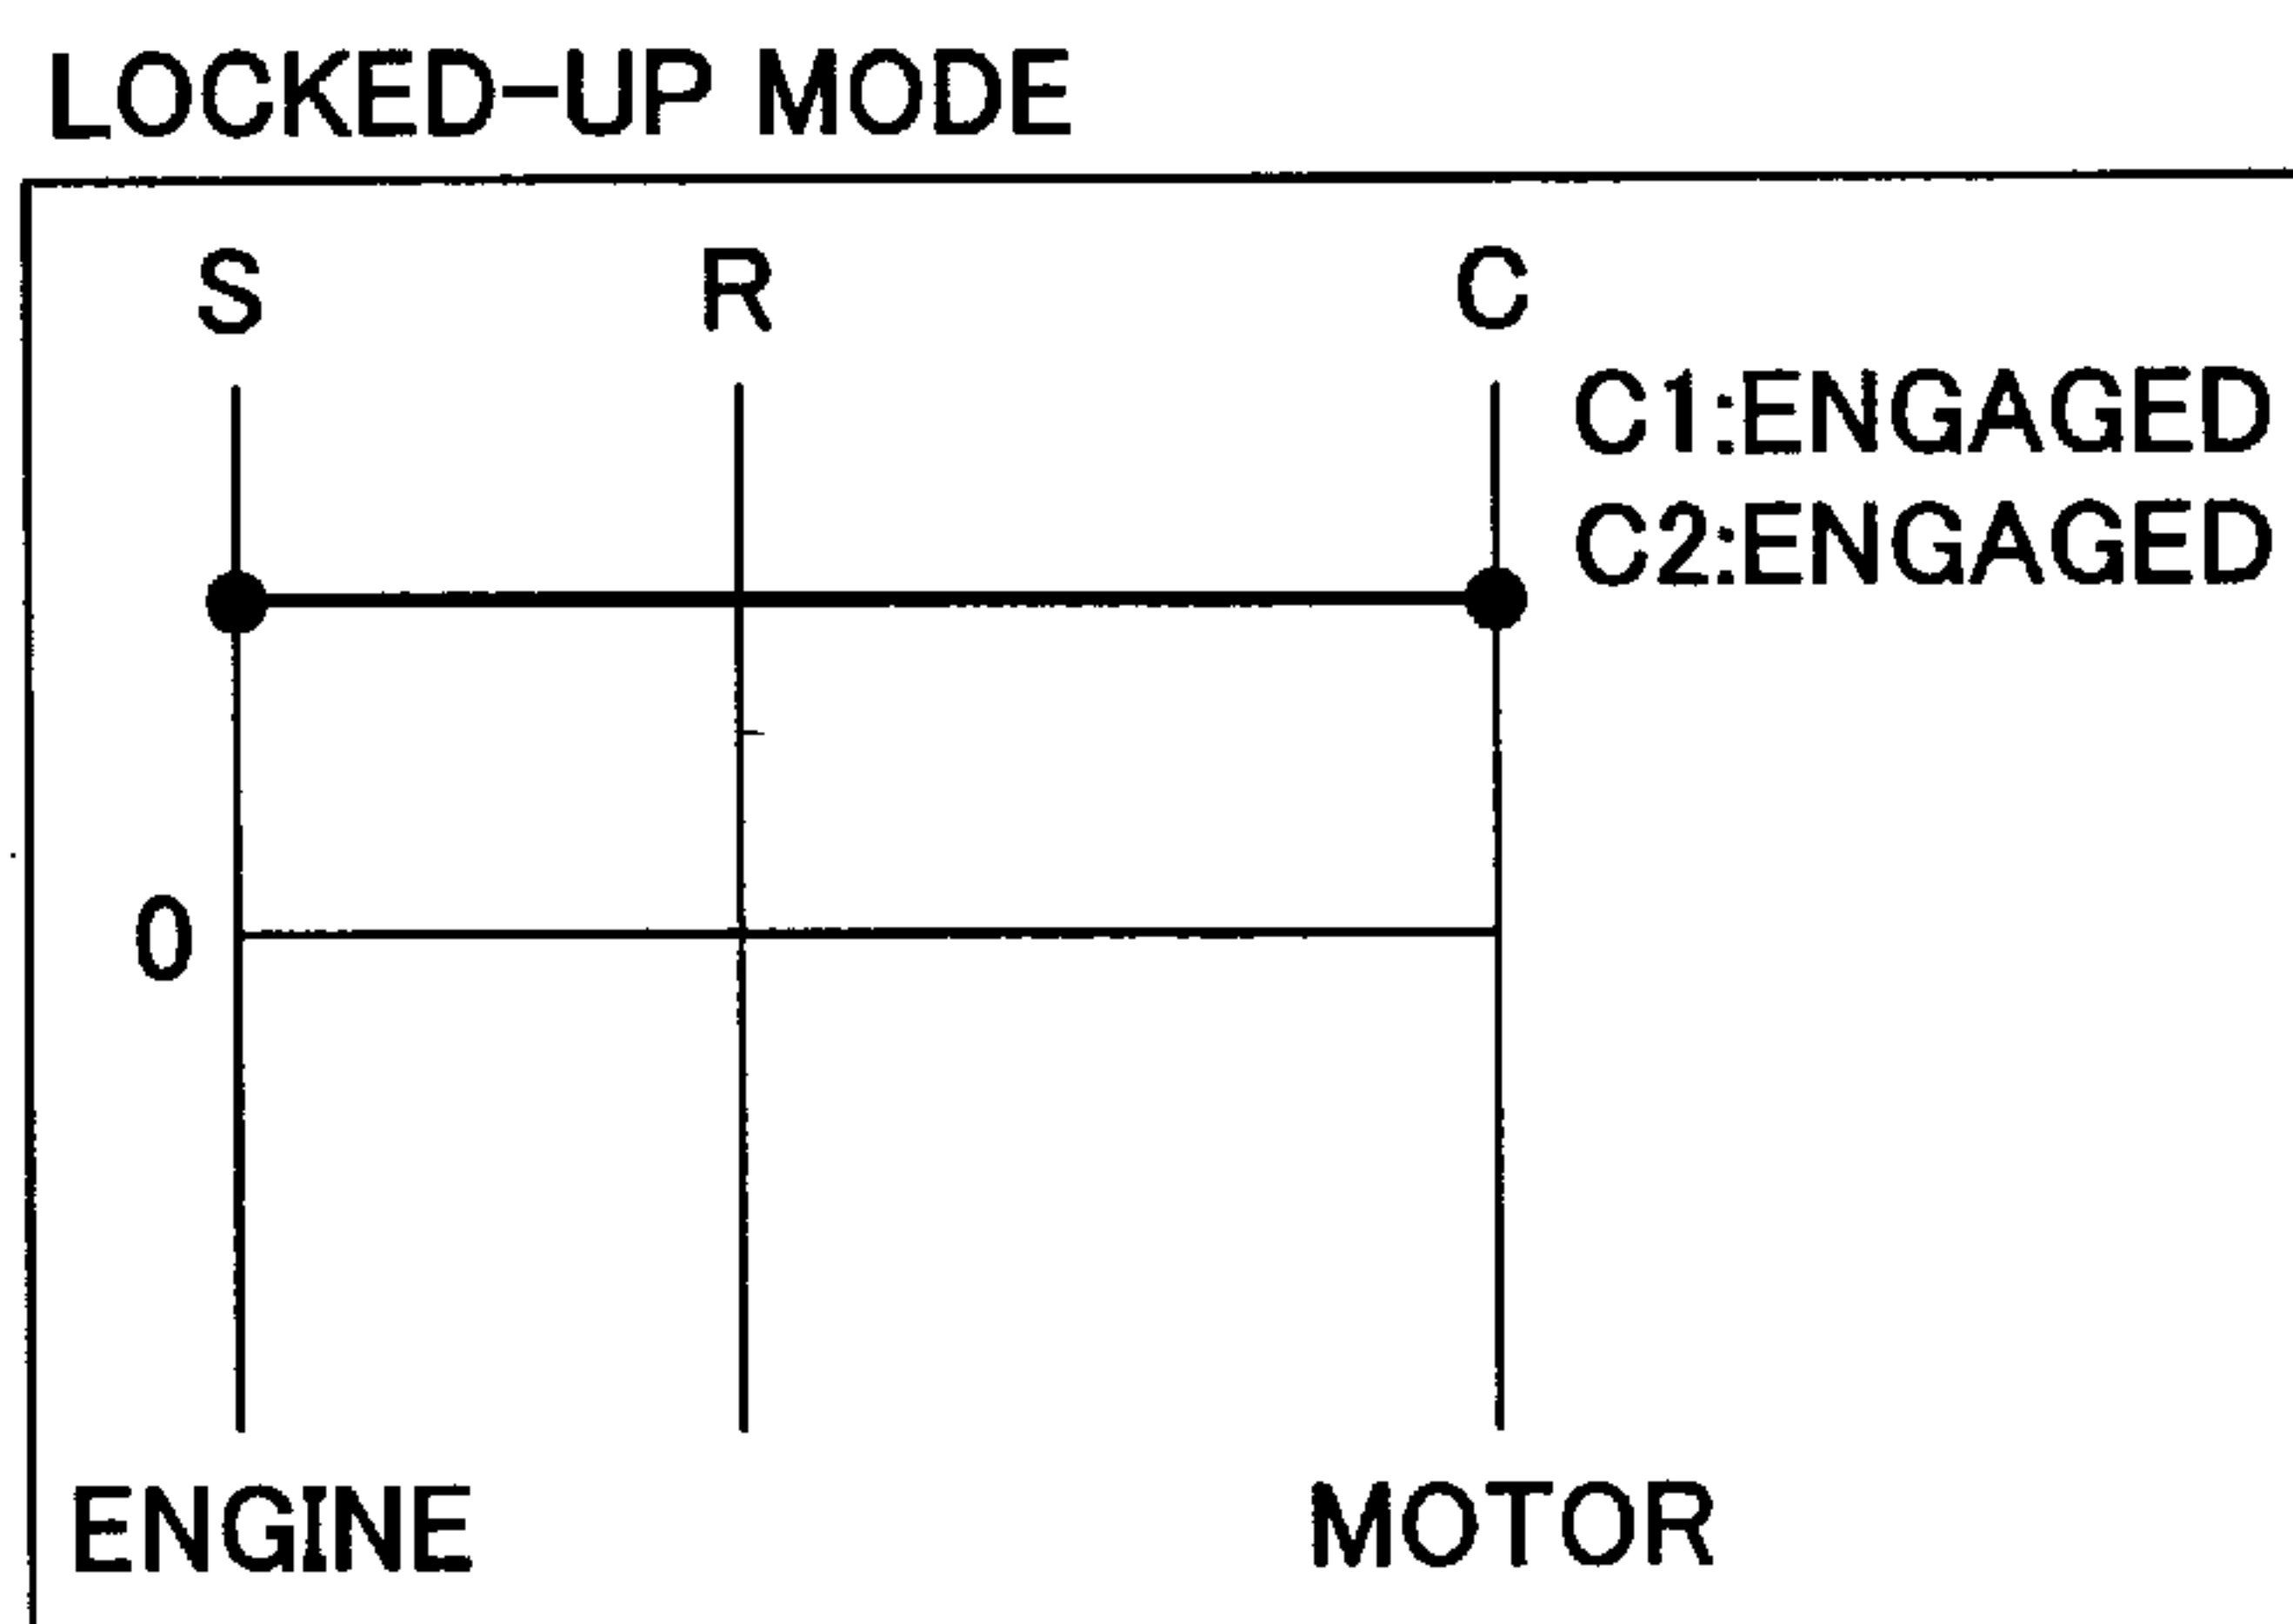 LOCKED-UP MODE
S R C
C1:ENGAGED
C2:ENGAGED
0
ENGINE MOTOR